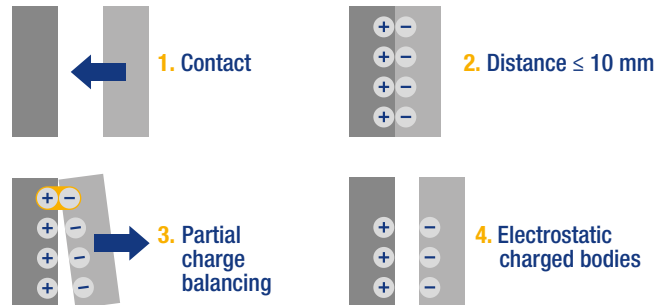 1. Contact
+ −
+ −
+ −
+ −
2. Distance ≤ 10 mm
+ −
+ −
+ −
+ −
3. Partial
charge
balancing
+ −
+ −
+ −
4. Electrostatic
charged bodies